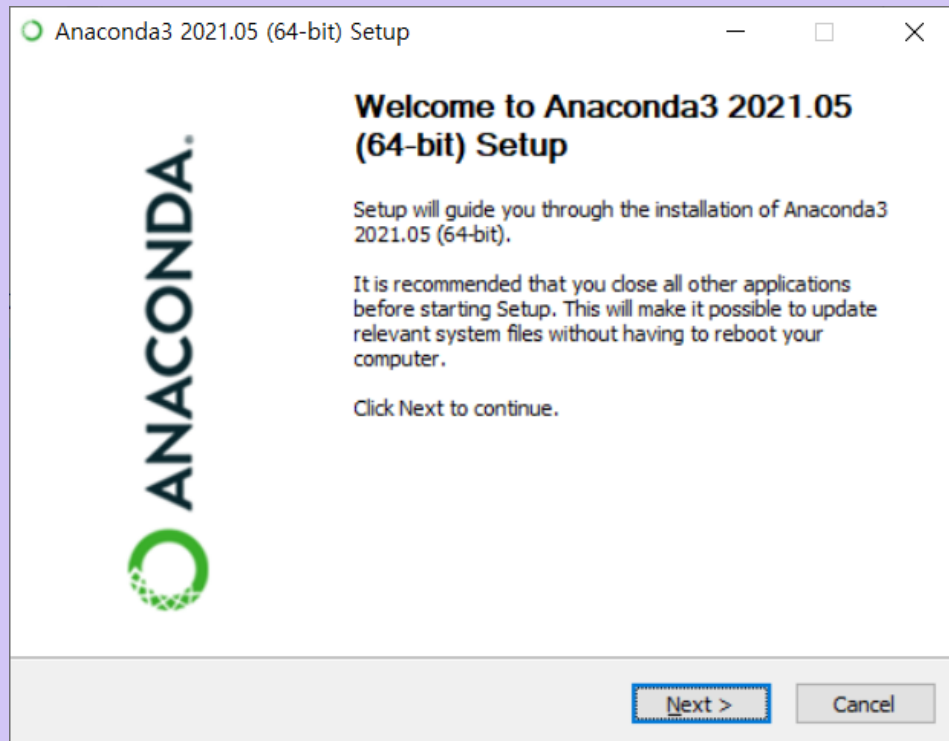 Anaconda3 2021.05 (64-bit) Setup
Welcome to Anaconda3 2021.05
(64-bit) Setup
ANACONDA.
Setup will guide you through the installation of Anaconda3
2021.05 (64-bit).
It is recommended that you close all other applications
before starting Setup. This will make it possible to update
relevant system files without having to reboot your
computer.
Click Next to continue.
Next >
Cancel